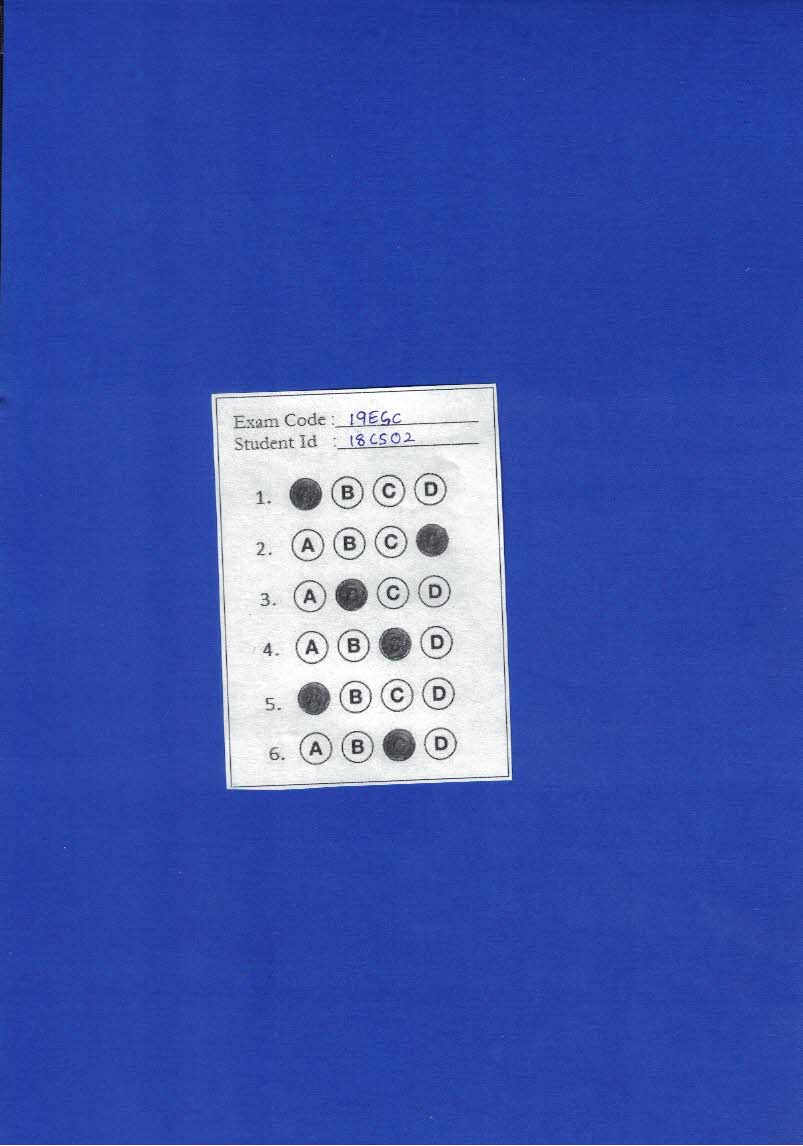 Exam Code : 19EGC
Student Id : 18CS02
1. A B C D
2. A B C D
3. A B C D
4. A B C D
5. A B C D
6. A B C D